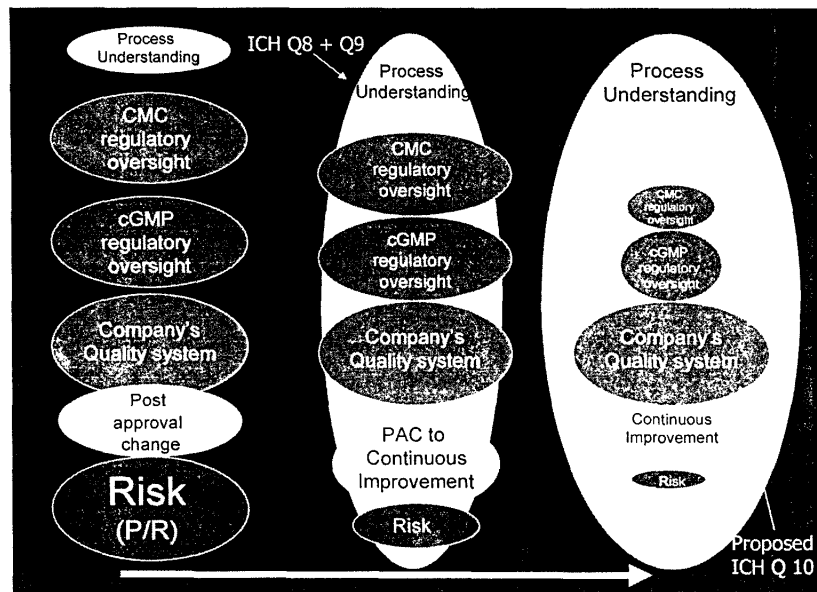 Process
Understanding
CMC
regulatory
oversight
cGMP
regulatory
oversight
Company's
Quality system
Post
approval
change
Risk
(P/R)
ICH Q8 + Q9
Process
Understanding
CMC
regulatory
oversight
cGMP
regulatory
oversight
Company's
Quality system
PAC to
Continuous
Improvement
Risk
Process
Understanding
CMC
regulatory
oversight
cGMP
regulatory
oversight
Company's
Quality system
Continuous
Improvement
Risk
Proposed
ICH Q 10